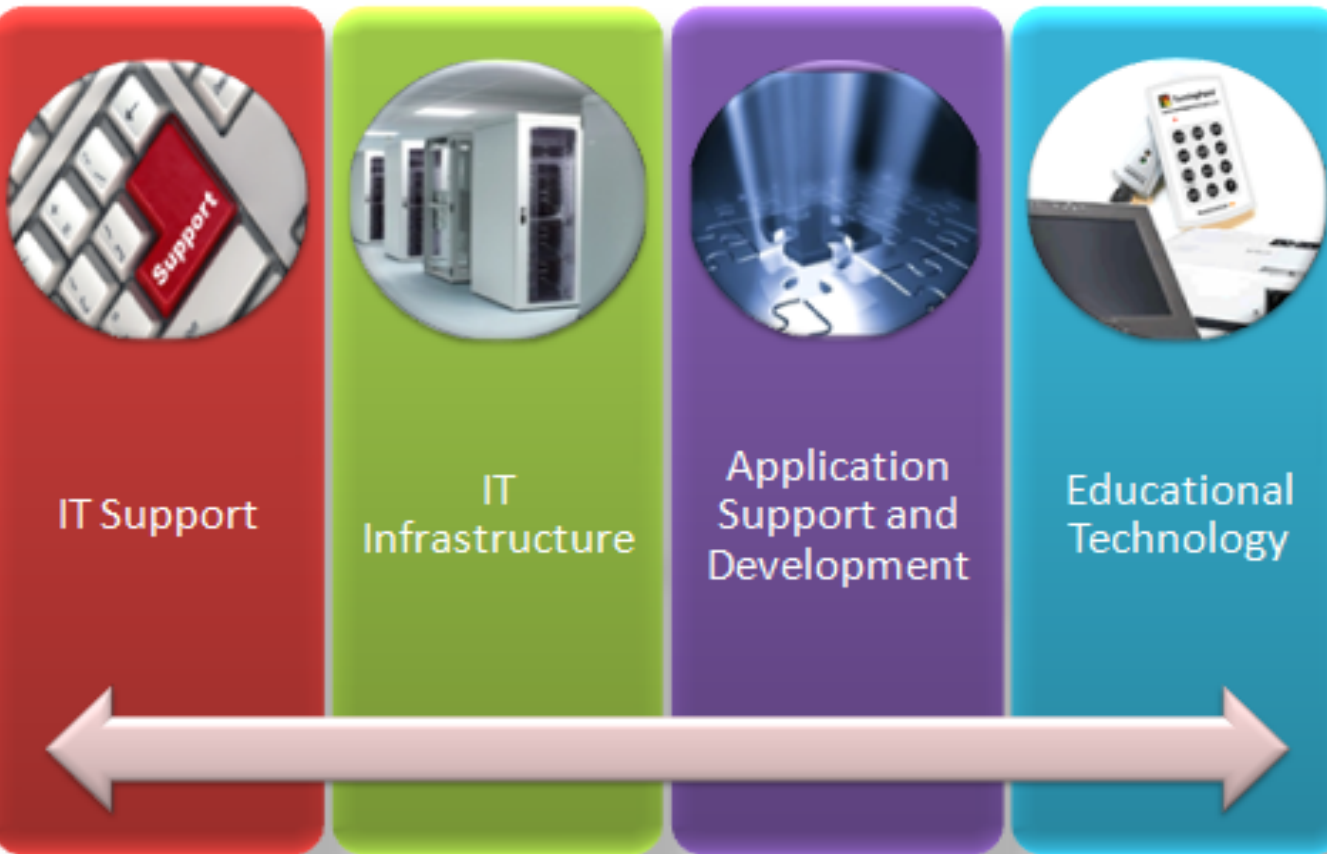 Support
IT Support
IT
Infrastructure
Application
Support and
Development
Educational
Technology